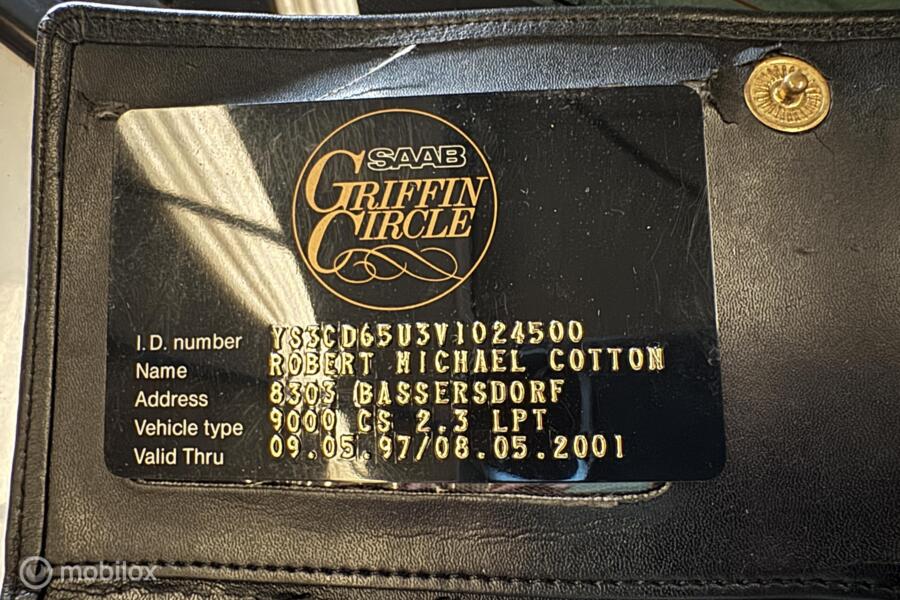 SAAB
GRIFFIN
CIRCLE
I.D. number YS3CD65U3V1024500
Name ROBERT MICHAEL COTTON
Address 8303 BASSERSDORF
Vehicle type 9000 CS 2.3 LPT
Valid Thru 09.05.97/08.05.2001
mobilox